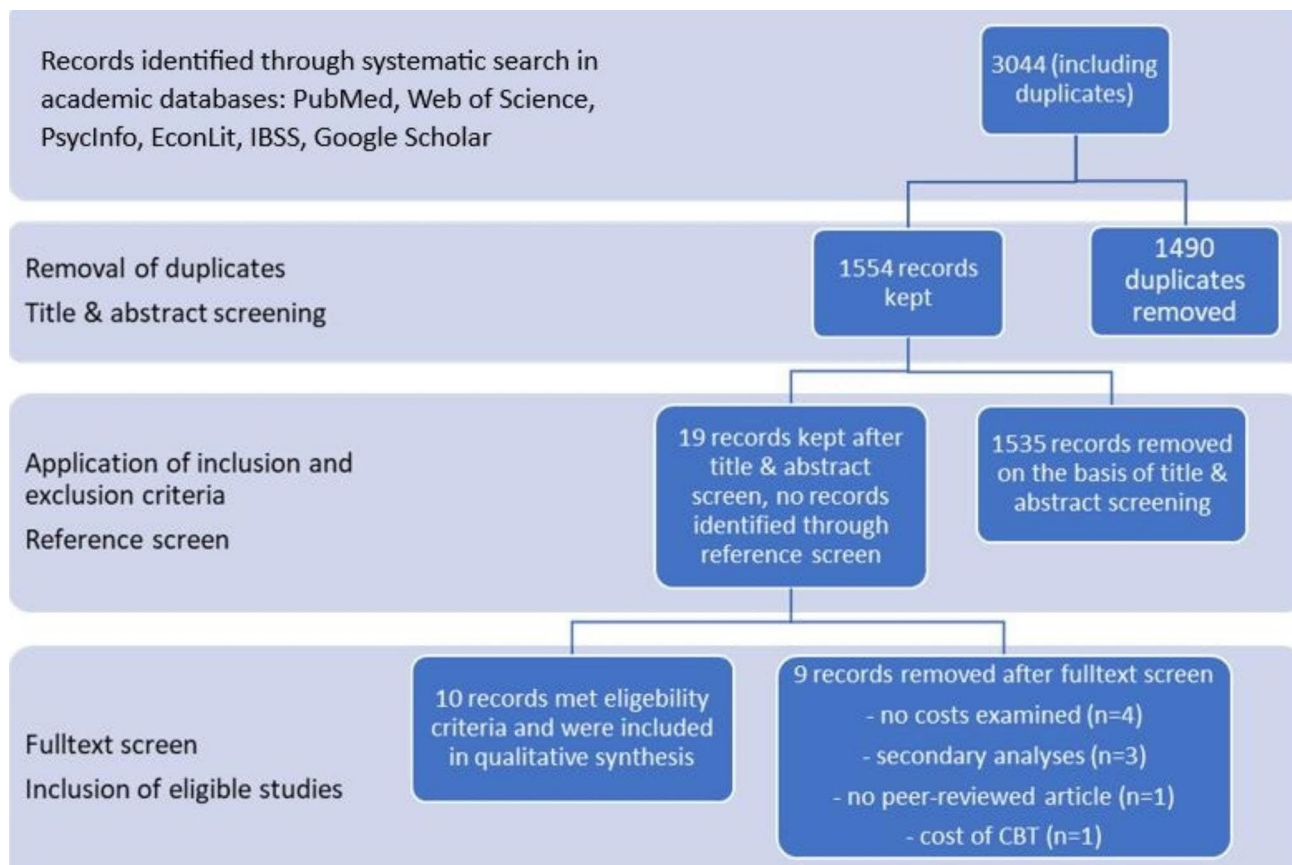 Records identified through systematic search in
academic databases: PubMed, Web of Science,
PsycInfo, EconLit, IBSS, Google Scholar
3044 (including
duplicates)
Removal of duplicates
Title & abstract screening
1554 records
kept
1490
duplicates
removed
Application of inclusion and
exclusion criteria
Reference screen
19 records kept after
title & abstract
screen, no records
identified through
reference screen
1535 records removed
on the basis of title &
abstract screening
Fulltext screen
Inclusion of eligible studies
10 records met eligebility
criteria and were included
in qualitative synthesis
9 records removed after fulltext screen
- no costs examined (n=4)
- secondary analyses (n=3)
- no peer-reviewed article (n=1)
- cost of CBT (n=1)